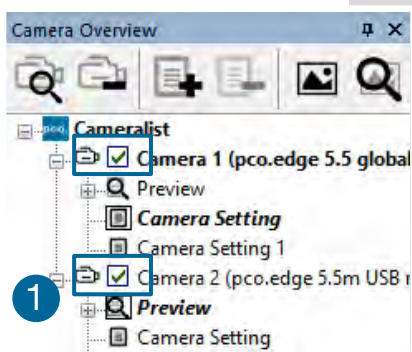 Camera Overview
pco. Cameralist
Camera 1 (pco.edge 5.5 global
Preview
Camera Setting
Camera Setting 1
1
Camera 2 (pco.edge 5.5m USB r
Preview
Camera Setting